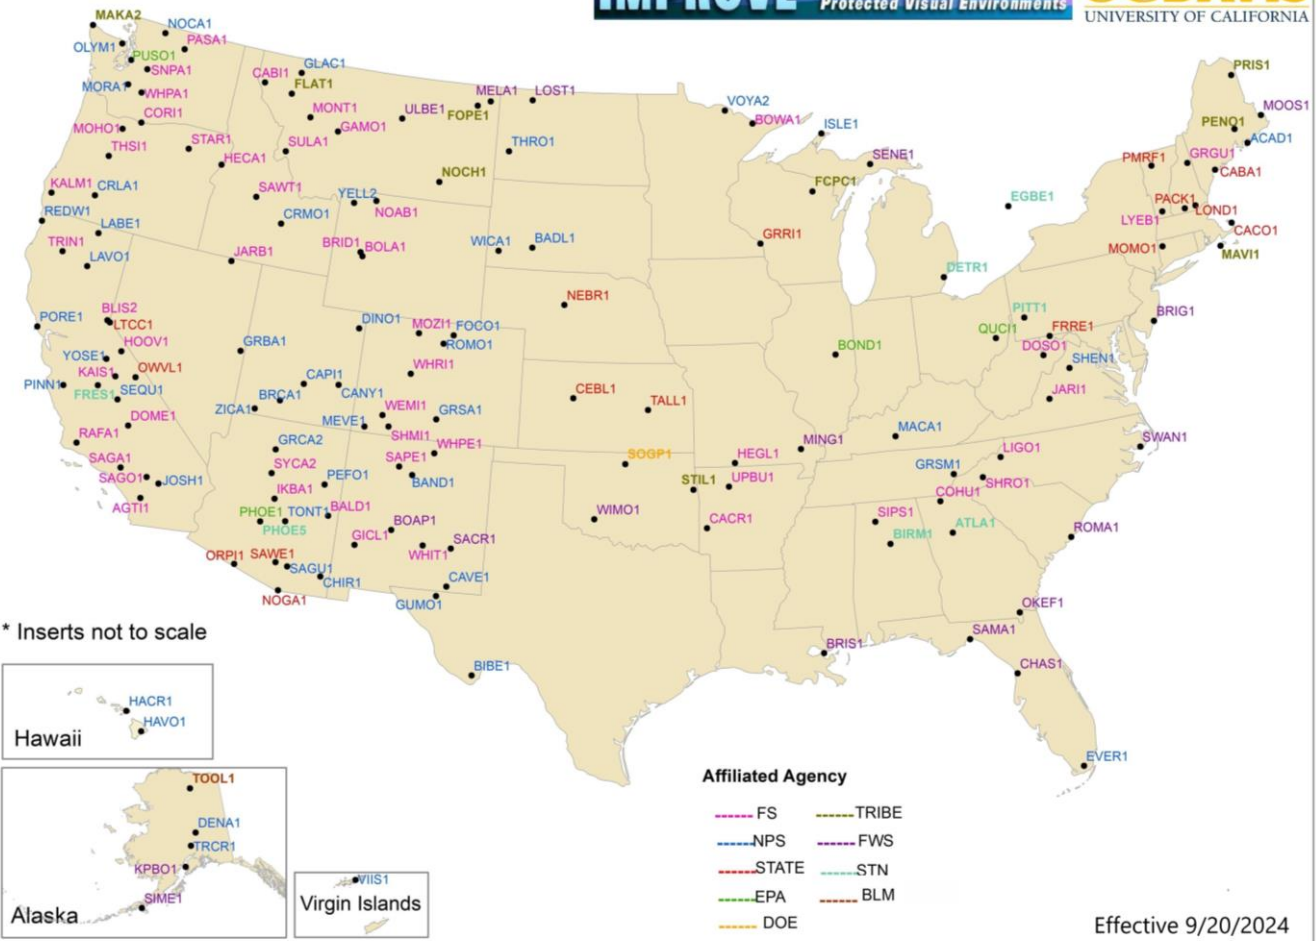 IMPROVE Protected Visual Environments
UNIVERSITY OF CALIFORNIA
MAKA2
NOCA1
OLYM1
PASA1
PUSO1
SNPA1
MORA1
WHPA1
CORI1
MOHO1
THSI1
STAR1
HECA1
KALM1
CRLA1
REDW1
LABE1
TRIN1
LAVO1
JARB1
CABI1
GLAC1
FLAT1
MONT1
GAMO1
SULA1
SAWT1
CRMO1
YELL2
NOAB1
BRID1
BOLA1
ULBE1
FOPE1
MELA1
LOST1
THRO1
NOCH1
WICA1
BADL1
NEBR1
VOYA2
BOWA1
ISLE1
SENE1
FCPC1
GRRI1
EGBE1
DETR1
PRIS1
MOOS1
PENO1
ACAD1
PMRF1
GRGU1
CABA1
PACK1
LOND1
LYEB1
CACO1
MOMO1
MAVI1
PORE1
BLIS2
LTCC1
HOOV1
YOSE1
KAIS1
OWVL1
PINN1
FRES1
SEQU1
DOME1
RAFA1
SAGA1
SAGO1
JOSH1
AGTI1
GRBA1
DINO1
MOZI1
FOCO1
ROMO1
WHRI1
CAPI1
CANY1
BRCA1
ZICA1
MEVE1
WEMI1
GRSA1
SHMI1
WHPE1
SAPE1
BAND1
GRCA2
SYCA2
PEFO1
IKBA1
PHOE1
TONT1
BALD1
PHOE5
GICL1
BOAP1
SACR1
WHIT1
ORPI1
SAWE1
SAGU1
CHIR1
NOGA1
CAVE1
GUMO1
BIBE1
CEBL1
TALL1
SOGP1
STIL1
WIMO1
HEGL1
UPBU1
CACR1
MING1
BOND1
MACA1
QUCI1
PITT1
FRRE1
DOSO1
SHEN1
JARI1
BRIG1
SWAN1
LIGO1
GRSM1
SHRO1
COHU1
SIPS1
BIRM1
ATLA1
ROMA1
OKEF1
SAMA1
CHAS1
BRIS1
EVER1
* Inserts not to scale
HACR1
HAVO1
Hawaii
TOOL1
DENA1
TRCR1
KPBO1
SIME1
Alaska
VIIS1
Virgin Islands
Affiliated Agency
FS TRIBE
NPS FWS
STATE STN
EPA BLM
DOE
Effective 9/20/2024